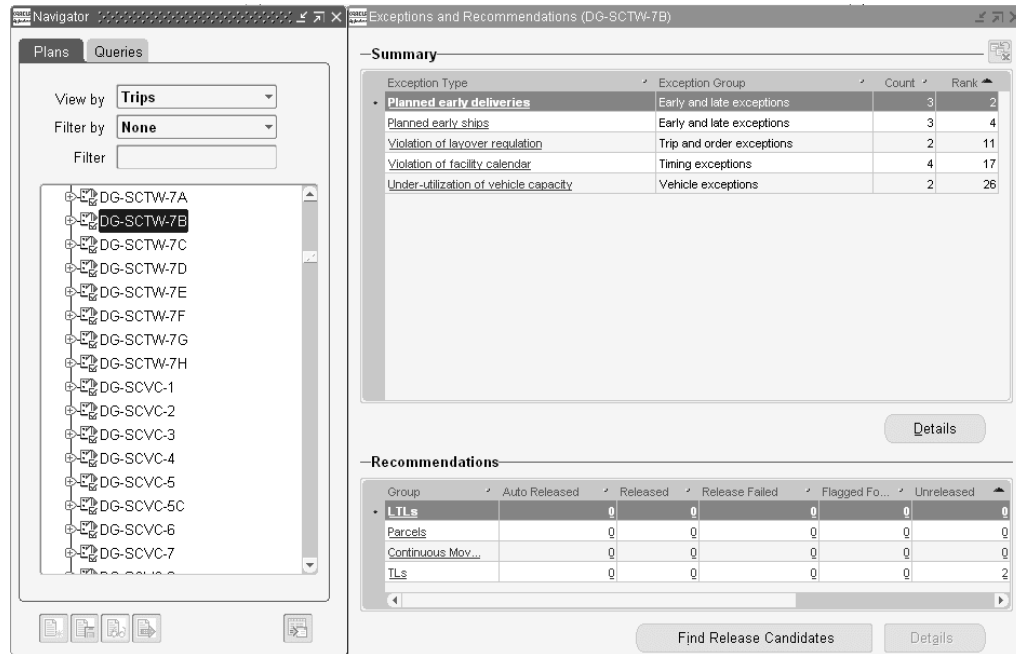 Navigator
Plans Queries
View by Trips
Filter by None
Filter
DG-SCTW-7A
DG-SCTW-7B
DG-SCTW-7C
DG-SCTW-7D
DG-SCTW-7E
DG-SCTW-7F
DG-SCTW-7G
DG-SCTW-7H
DG-SCVC-1
DG-SCVC-2
DG-SCVC-3
DG-SCVC-4
DG-SCVC-5
DG-SCVC-5C
DG-SCVC-6
DG-SCVC-7
Exceptions and Recommendations (DG-SCTW-7B)
Summary
Exception Type Exception Group Count Rank
Planned early deliveries Early and late exceptions 3 2
Planned early ships Early and late exceptions 3 4
Violation of layover regulation Trip and order exceptions 2 11
Violation of facility calendar Timing exceptions 4 17
Under-utilization of vehicle capacity Vehicle exceptions 2 26
Details
Recommendations
Group Auto Released Released Release Failed Flagged Fo... Unreleased
LTLs 0 0 0 0 0
Parcels 0 0 0 0 0
Continuous Mov... 0 0 0 0 0
TLs 0 0 0 0 2
Find Release Candidates Details